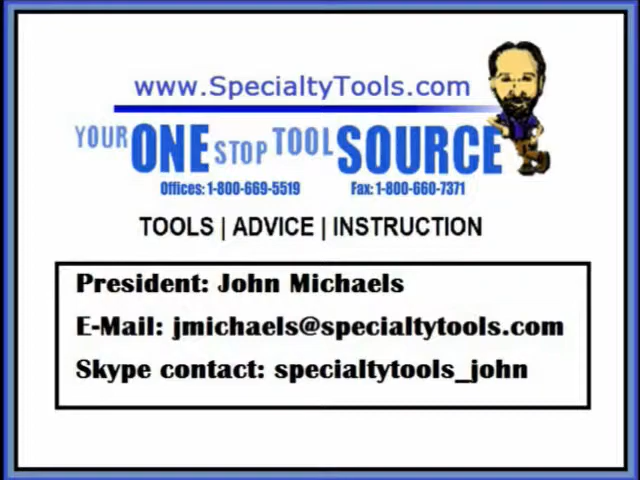 www.SpecialtyTools.com
YOUR ONE STOP TOOL SOURCE
Offices: 1-800-669-5519 Fax: 1-800-660-7371
TOOLS | ADVICE | INSTRUCTION
President: John Michaels
E-Mail: jmichaels@specialtytools.com
Skype contact: specialtytools_john